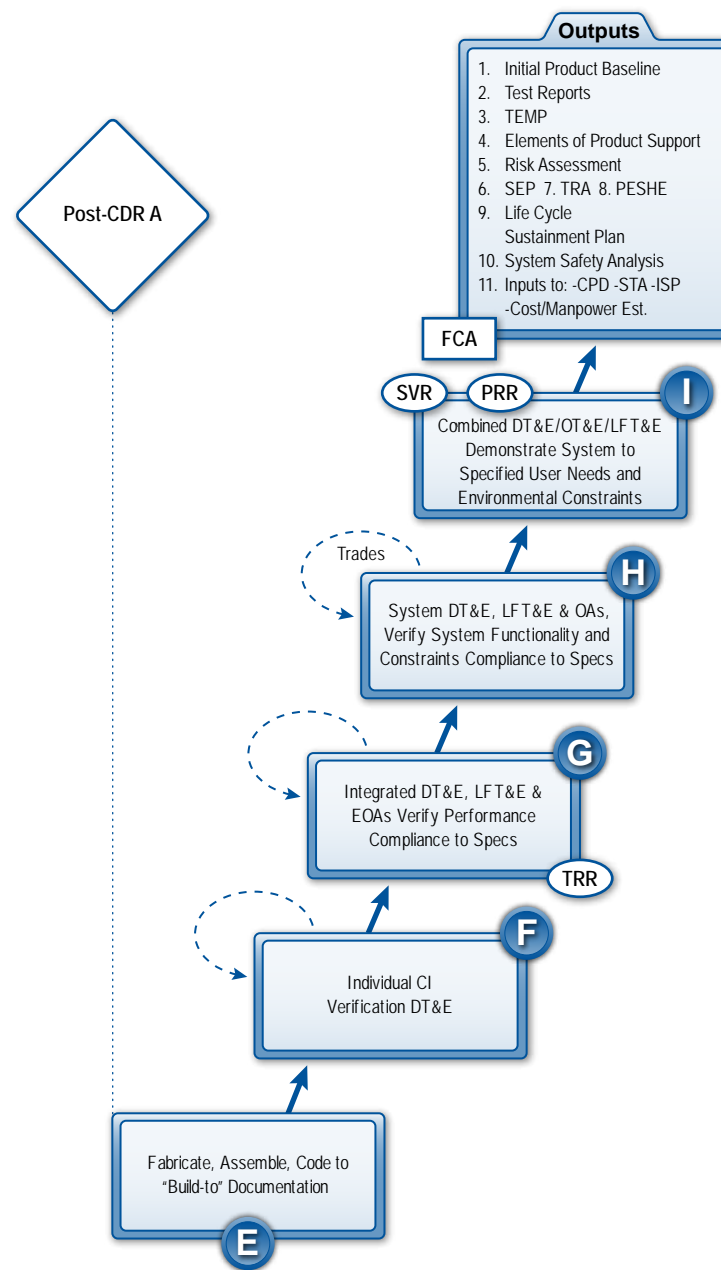 Outputs
1. Initial Product Baseline
2. Test Reports
3. TEMP
4. Elements of Product Support
5. Risk Assessment
6. SEP 7. TRA 8. PESHE
9. Life Cycle
Sustainment Plan
10. System Safety Analysis
11. Inputs to: -CPD -STA -ISP
-Cost/Manpower Est.
Post-CDR A
FCA
SVR
PRR
I
Combined DT&E/OT&E/LFT&E
Demonstrate System to
Specified User Needs and
Environmental Constraints
Trades
H
System DT&E, LFT&E & OAs,
Verify System Functionality and
Constraints Compliance to Specs
G
Integrated DT&E, LFT&E &
EOAs Verify Performance
Compliance to Specs
TRR
F
Individual CI
Verification DT&E
Fabricate, Assemble, Code to
“Build-to” Documentation
E